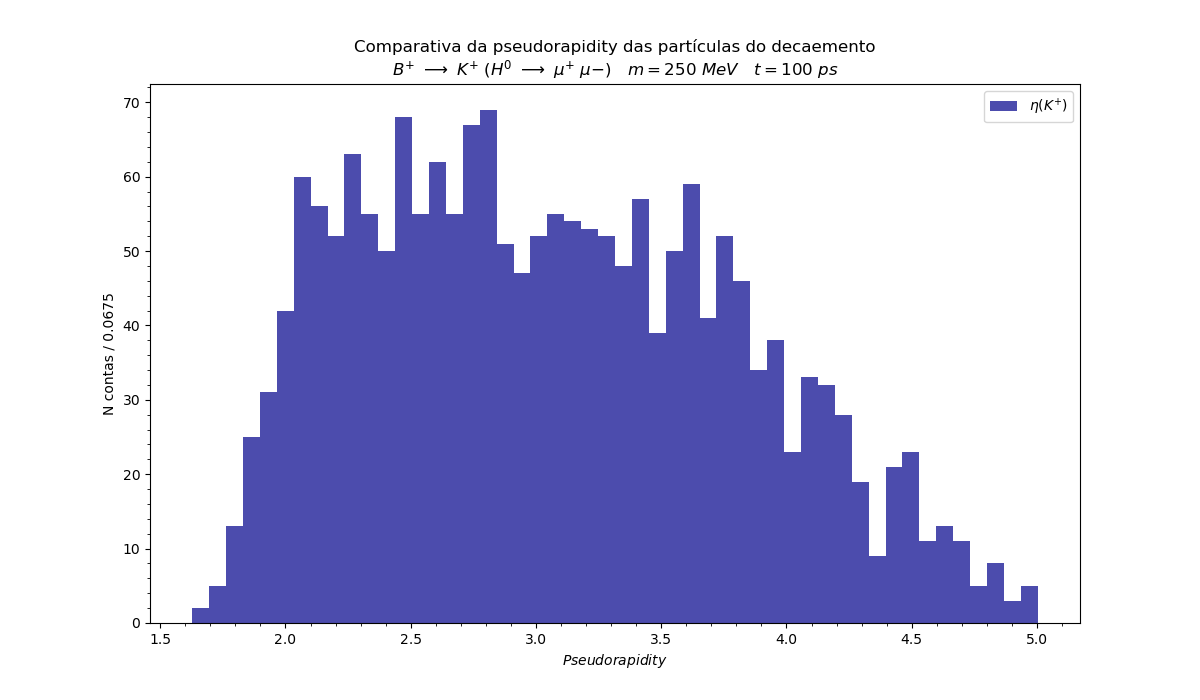 Comparativa da pseudorapidity das partículas do decaemento
B⁺ ⟶ K⁺ (H⁰ ⟶ μ⁺ μ−) m = 250 MeV t = 100 ps
η(K⁺)
N contas / 0.0675
70
60
50
40
30
20
10
0
1.5 2.0 2.5 3.0 3.5 4.0 4.5 5.0
Pseudorapidity